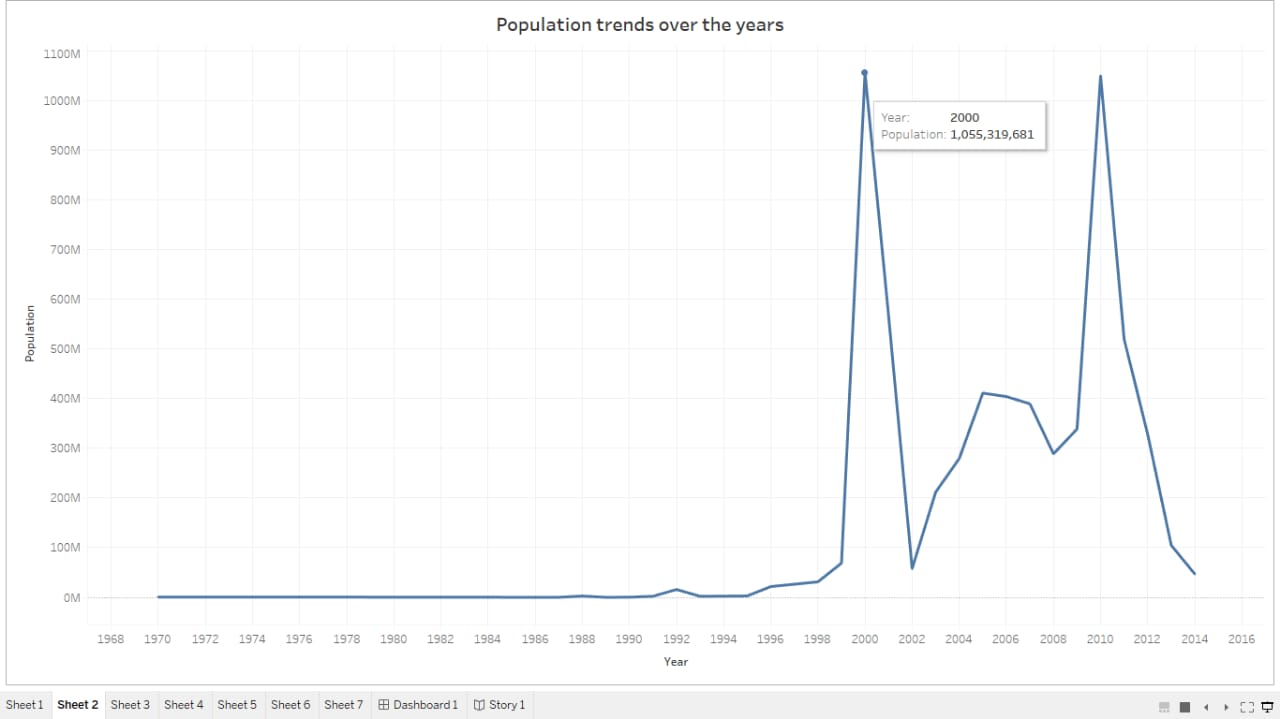 Population trends over the years
1100M
1000M
900M
800M
700M
600M
500M
400M
300M
200M
100M
0M
Population
Year: 2000
Population: 1,055,319,681
1968 1970 1972 1974 1976 1978 1980 1982 1984 1986 1988 1990 1992 1994 1996 1998 2000 2002 2004 2006 2008 2010 2012 2014 2016
Year
Sheet 1 Sheet 2 Sheet 3 Sheet 4 Sheet 5 Sheet 6 Sheet 7 Dashboard 1 Story 1